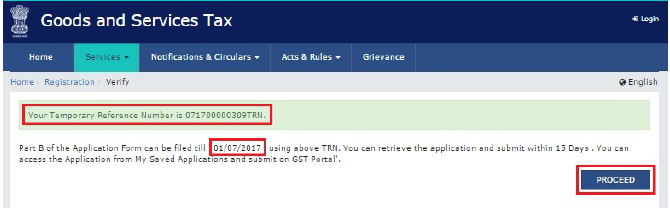 Goods and Services Tax
Login
Home Services Notifications & Circulars Acts & Rules Grievance
Home Registration Verify English
Your Temporary Reference Number is 071700000309TRN.
Part B of the Application Form can be filed till 01/07/2017 using above TRN. You can retrieve the application and submit within 15 Days . You can
access the Application from My Saved Applications and submit on GST Portal'.
PROCEED